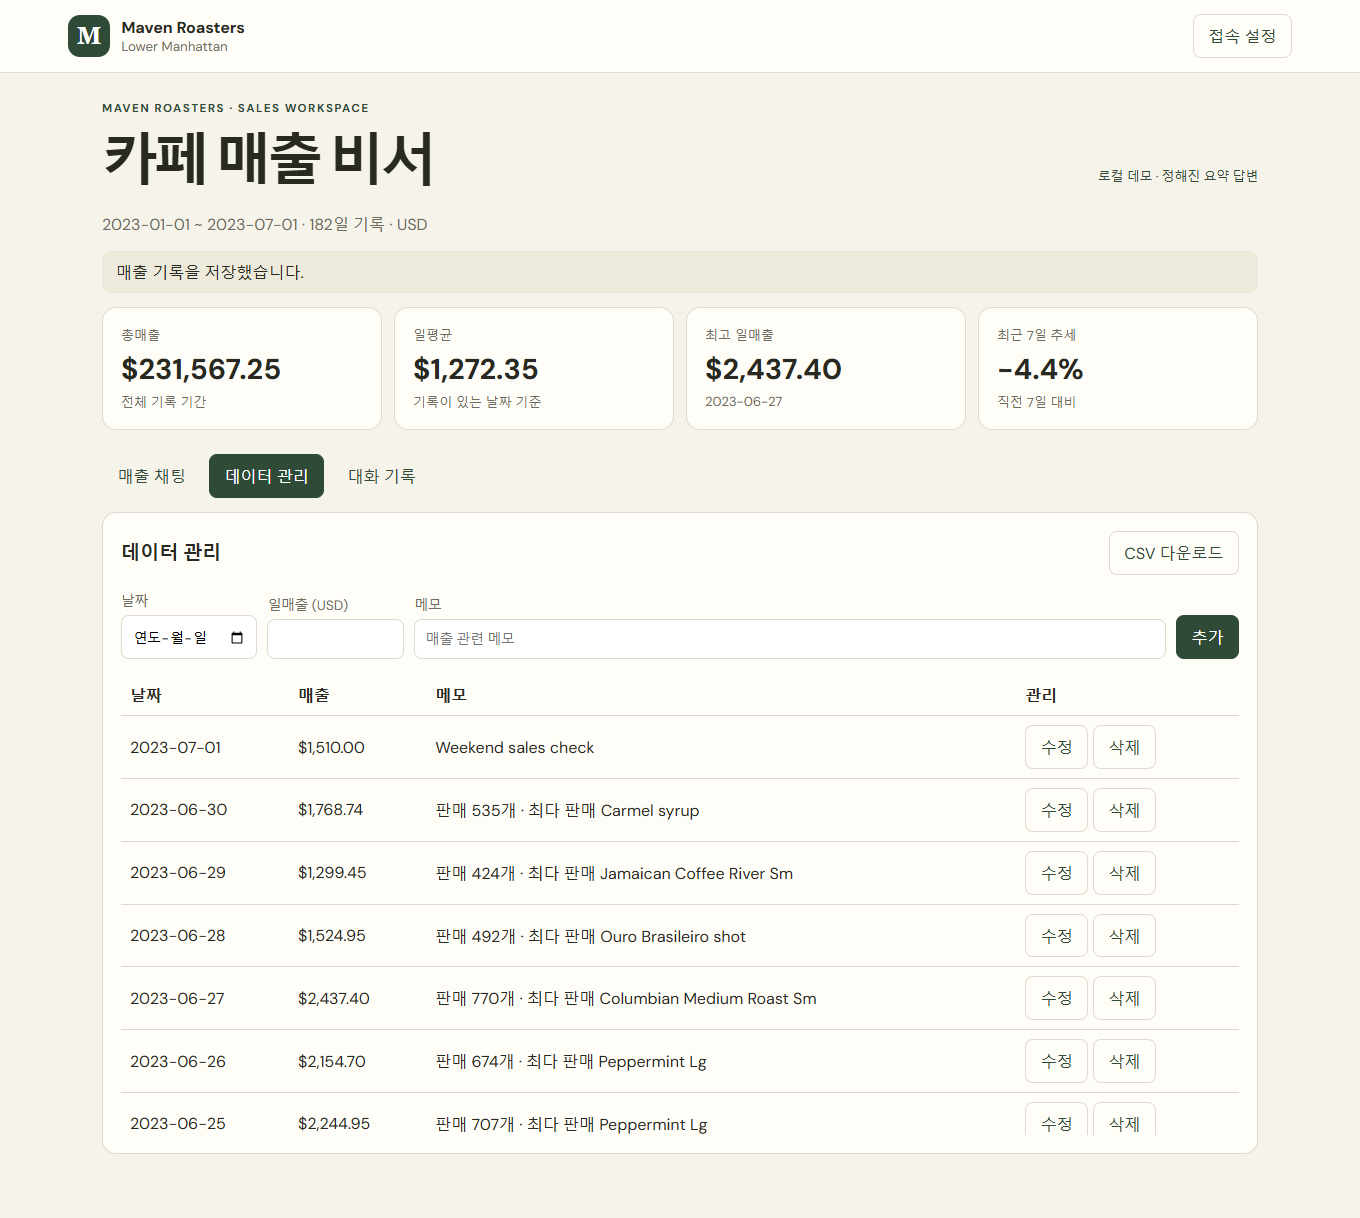 M
Maven Roasters
Lower Manhattan
접속 설정
MAVEN ROASTERS · SALES WORKSPACE
카페 매출 비서
로컬 데모 · 정해진 요약 답변
2023-01-01 ~ 2023-07-01 · 182일 기록 · USD
매출 기록을 저장했습니다.
총매출
$231,567.25
전체 기록 기간
일평균
$1,272.35
기록이 있는 날짜 기준
최고 일매출
$2,437.40
2023-06-27
최근 7일 추세
-4.4%
직전 7일 대비
매출 채팅 데이터 관리 대화 기록
데이터 관리
CSV 다운로드
날짜 일매출 (USD) 메모
연도-월-일 매출 관련 메모 추가
날짜 매출 메모 관리
2023-07-01 $1,510.00 Weekend sales check 수정 삭제
2023-06-30 $1,768.74 판매 535개 · 최다 판매 Carmel syrup 수정 삭제
2023-06-29 $1,299.45 판매 424개 · 최다 판매 Jamaican Coffee River Sm 수정 삭제
2023-06-28 $1,524.95 판매 492개 · 최다 판매 Ouro Brasileiro shot 수정 삭제
2023-06-27 $2,437.40 판매 770개 · 최다 판매 Columbian Medium Roast Sm 수정 삭제
2023-06-26 $2,154.70 판매 674개 · 최다 판매 Peppermint Lg 수정 삭제
2023-06-25 $2,244.95 판매 707개 · 최다 판매 Peppermint Lg 수정 삭제